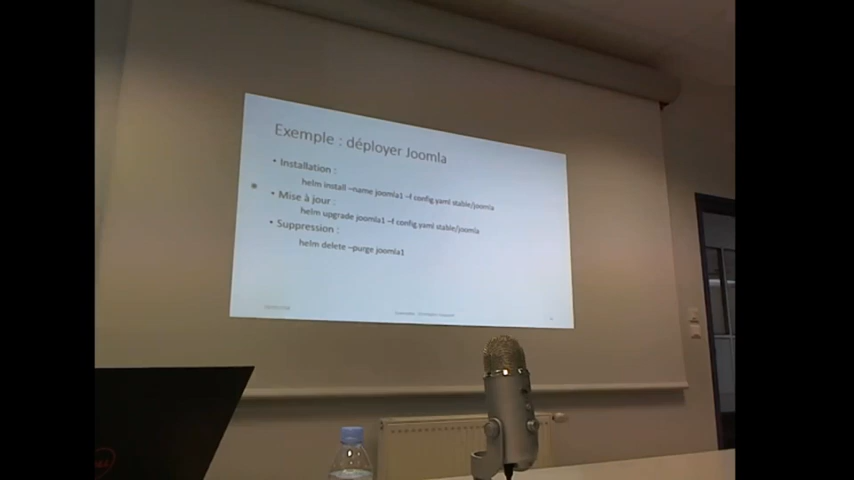 Exemple : déployer Joomla
• Installation :
helm install –name joomla1 –f config.yaml stable/joomla
• Mise à jour :
helm upgrade joomla1 –f config.yaml stable/joomla
• Suppression :
helm delete –purge joomla1